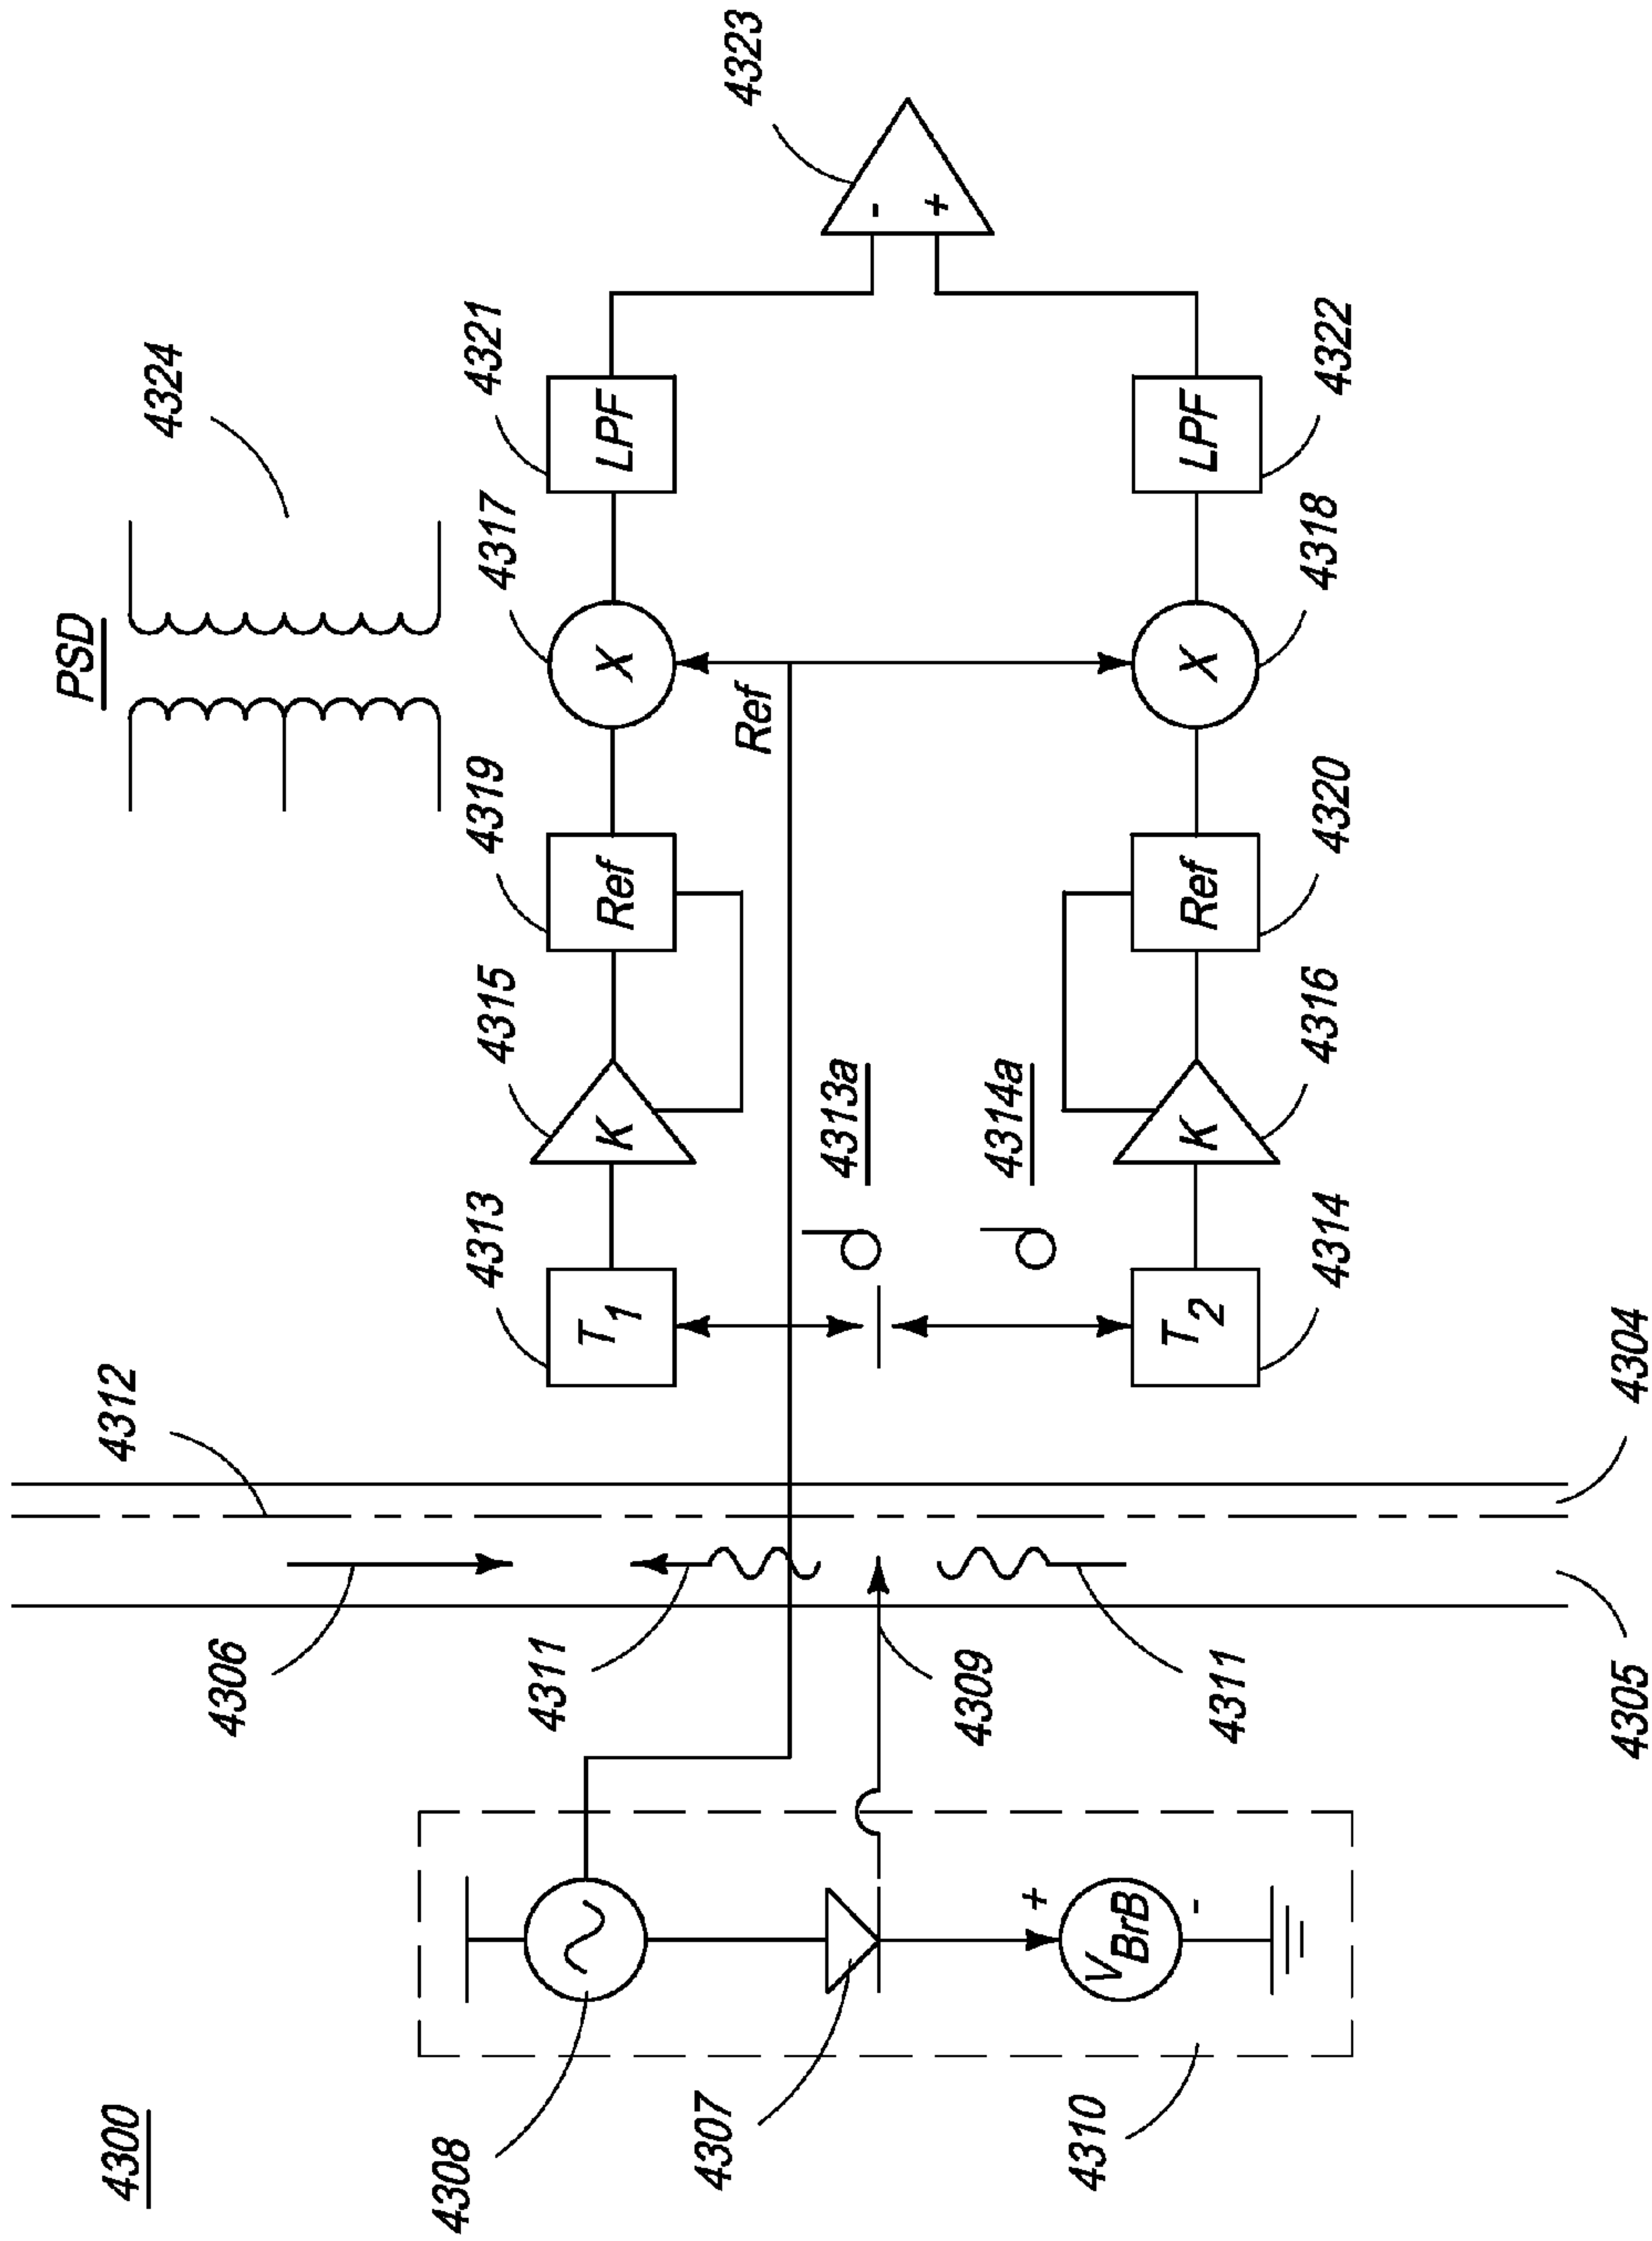 4300
PSD
4324
4312
4306
4311
4309
4311
4308
4307
4310
V BrB
+
-
4305
4304
4313
T1
4315
K
4319
Ref
4317
X
4321
LPF
4323
-
+
Ref
4313a
4314a
T2
4314
K
4316
Ref
4320
X
4318
LPF
4322